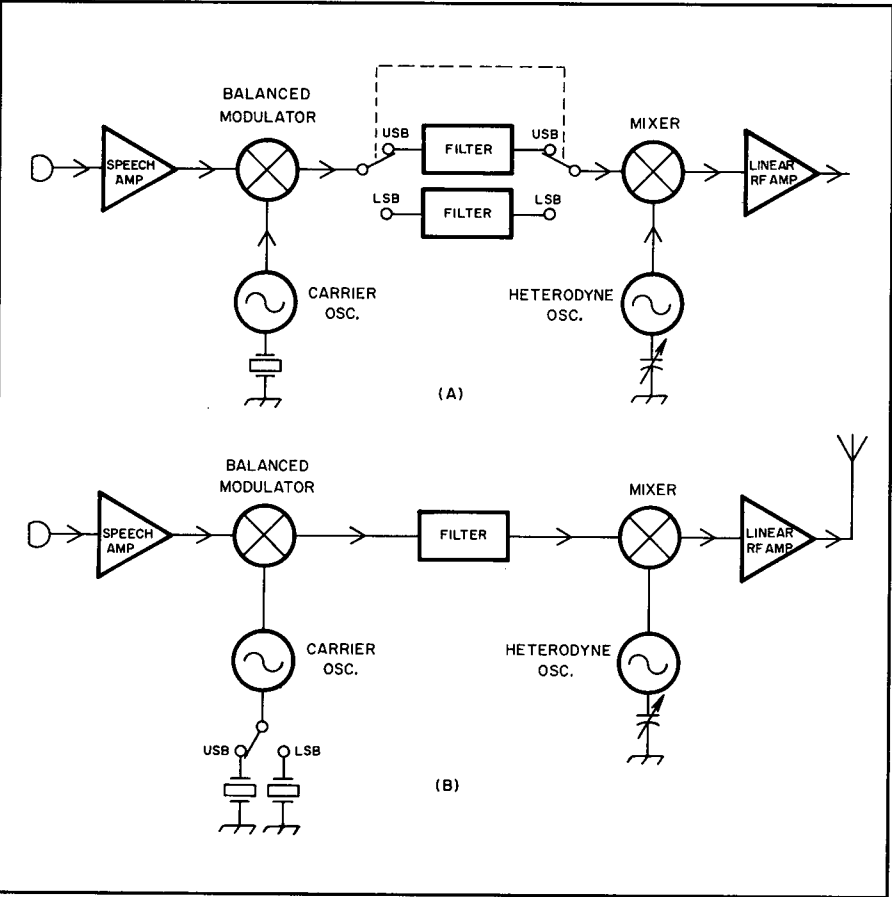 BALANCED
MODULATOR
SPEECH
AMP
USB
FILTER
USB
LSB
FILTER
LSB
MIXER
LINEAR
RF AMP
CARRIER
OSC.
HETERODYNE
OSC.
(A)
BALANCED
MODULATOR
SPEECH
AMP
FILTER
MIXER
LINEAR
RF AMP
CARRIER
OSC.
HETERODYNE
OSC.
USB
LSB
(B)